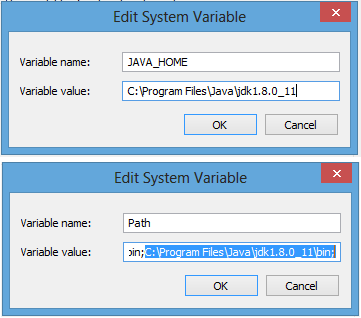 Edit System Variable
Variable name: JAVA_HOME
Variable value: C:\Program Files\Java\jdk1.8.0_11
OK Cancel
Edit System Variable
Variable name: Path
Variable value: bin;C:\Program Files\Java\jdk1.8.0_11\bin;
OK Cancel